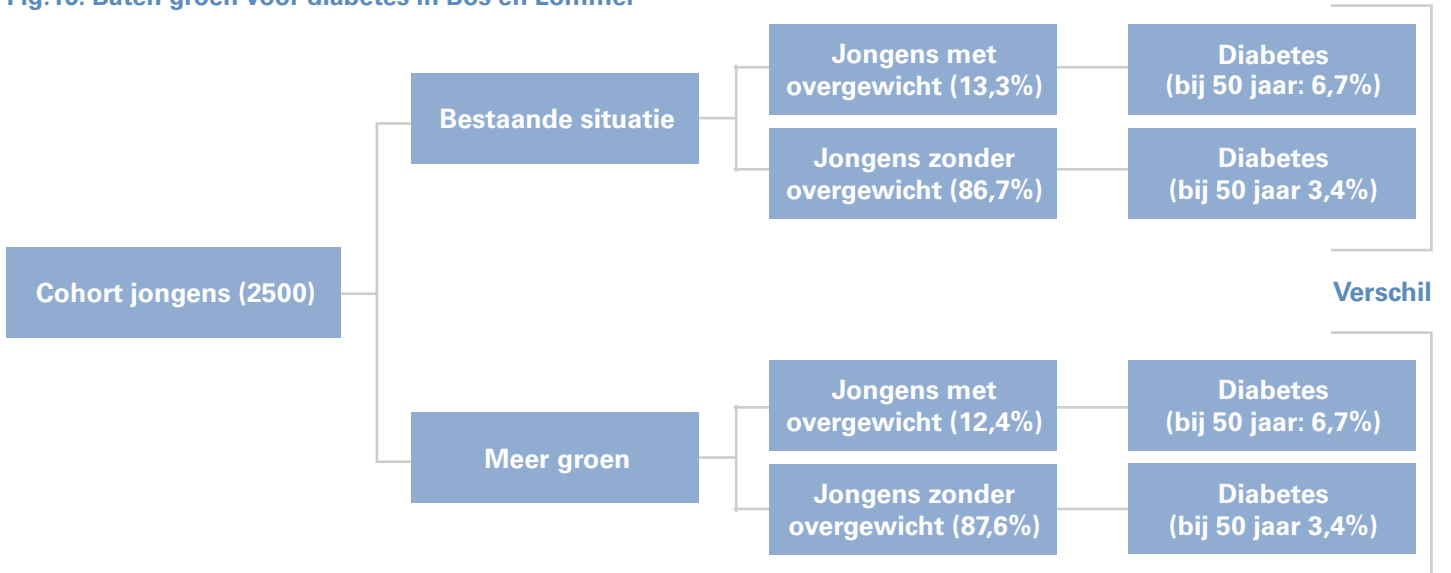 Jongens met
overgewicht (13,3%)
Diabetes
(bij 50 jaar: 6,7%)
Bestaande situatie
Jongens zonder
overgewicht (86,7%)
Diabetes
(bij 50 jaar 3,4%)
Cohort jongens (2500)
Verschil
Jongens met
overgewicht (12,4%)
Diabetes
(bij 50 jaar: 6,7%)
Meer groen
Jongens zonder
overgewicht (87,6%)
Diabetes
(bij 50 jaar 3,4%)